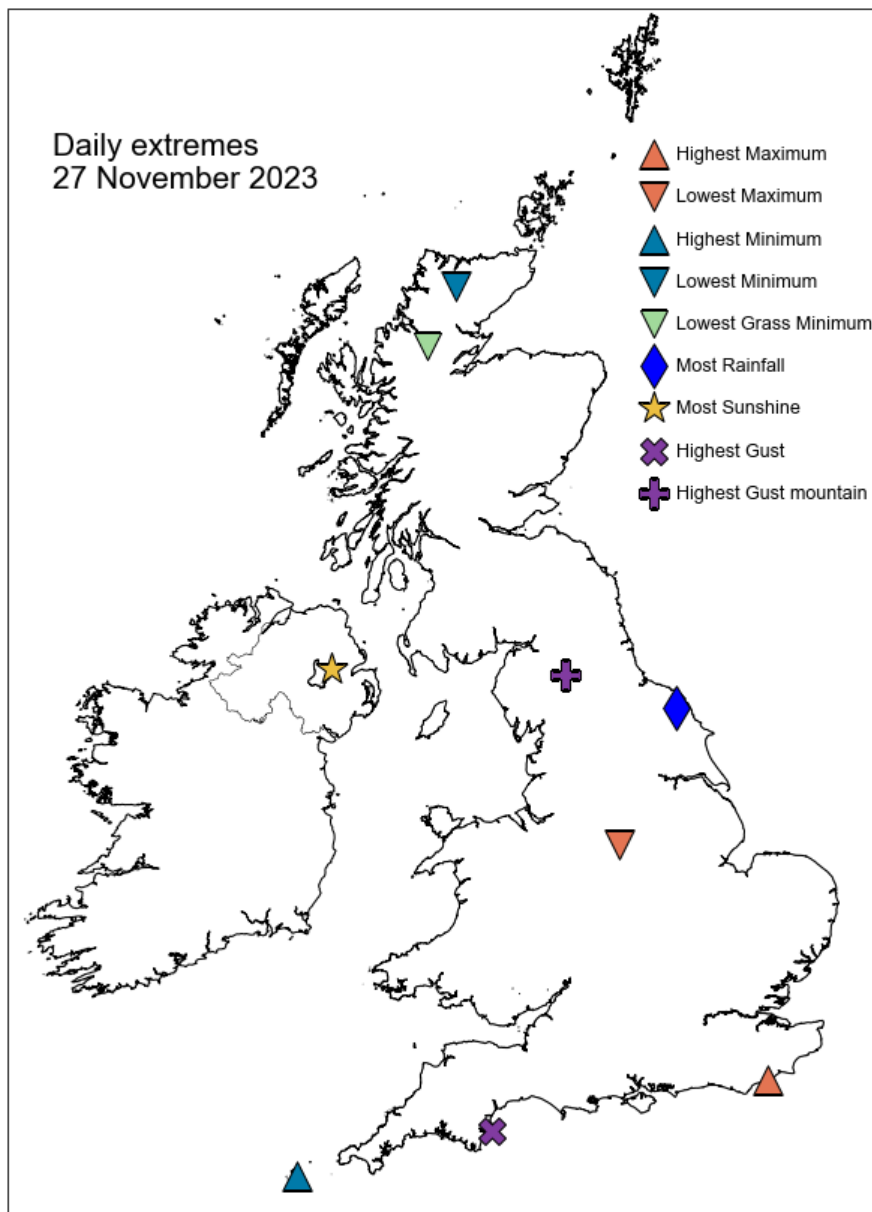 Daily extremes
27 November 2023
Highest Maximum
Lowest Maximum
Highest Minimum
Lowest Minimum
Lowest Grass Minimum
Most Rainfall
Most Sunshine
Highest Gust
Highest Gust mountain